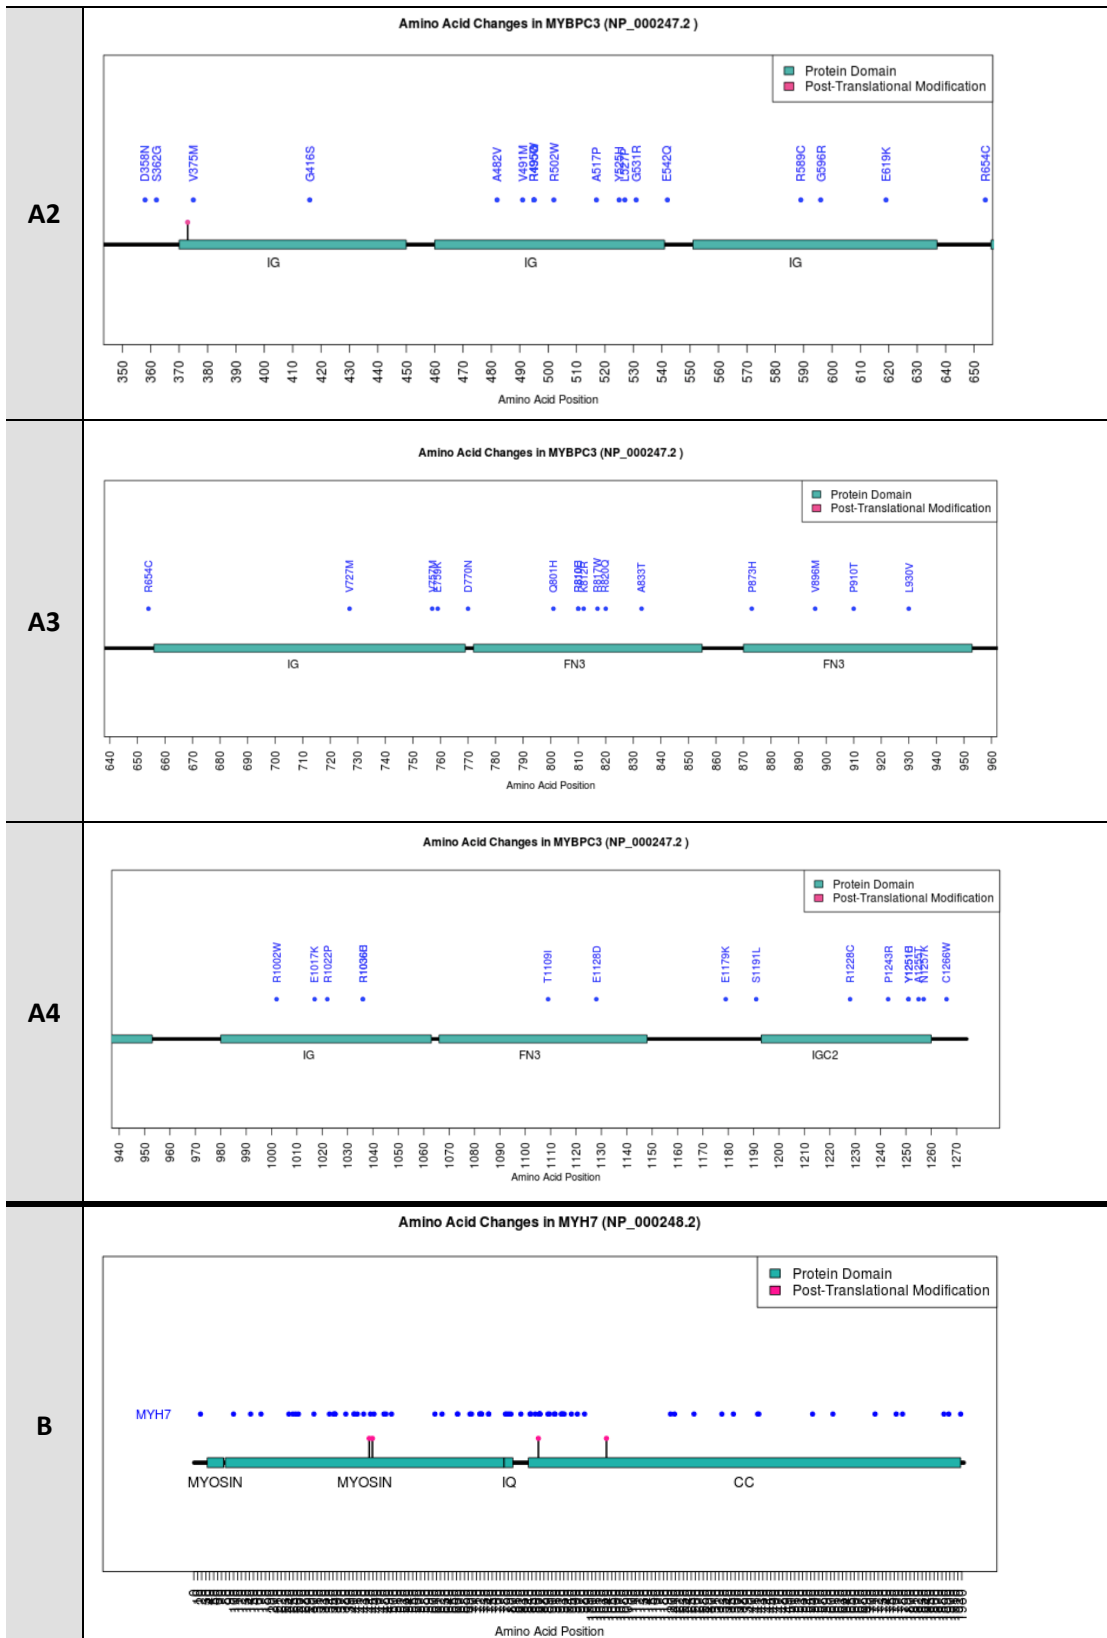 A2
Amino Acid Changes in MYBPC3 (NP_000247.2 )
Protein Domain
Post-Translational Modification
D358N S362G V375M G416S A482V V491M R502W A517P G531R E542Q R589C G596R E619K R654C
IG IG IG
350 360 370 380 390 400 410 420 430 440 450 460 470 480 490 500 510 520 530 540 550 560 570 580 590 600 610 620 630 640 650
Amino Acid Position
A3
Amino Acid Changes in MYBPC3 (NP_000247.2 )
Protein Domain
Post-Translational Modification
R654C V727M V757M E759K D770N Q801H K812R R817W R820Q A833T P873H V896M P910T L930V
IG FN3 FN3
640 650 660 670 680 690 700 710 720 730 740 750 760 770 780 790 800 810 820 830 840 850 860 870 880 890 900 910 920 930 940 950 960
Amino Acid Position
A4
Amino Acid Changes in MYBPC3 (NP_000247.2 )
Protein Domain
Post-Translational Modification
R1002W E1017K R1022P T1109I E1128D E1179K S1191L R1228C P1243R A1255T N1257K C1266W
IG FN3 IGC2
940 950 960 970 980 990 1000 1010 1020 1030 1040 1050 1060 1070 1080 1090 1100 1110 1120 1130 1140 1150 1160 1170 1180 1190 1200 1210 1220 1230 1240 1250 1260 1270
Amino Acid Position
B
Amino Acid Changes in MYH7 (NP_000248.2)
Protein Domain
Post-Translational Modification
MYH7
MYOSIN MYOSIN IQ CC
Amino Acid Position